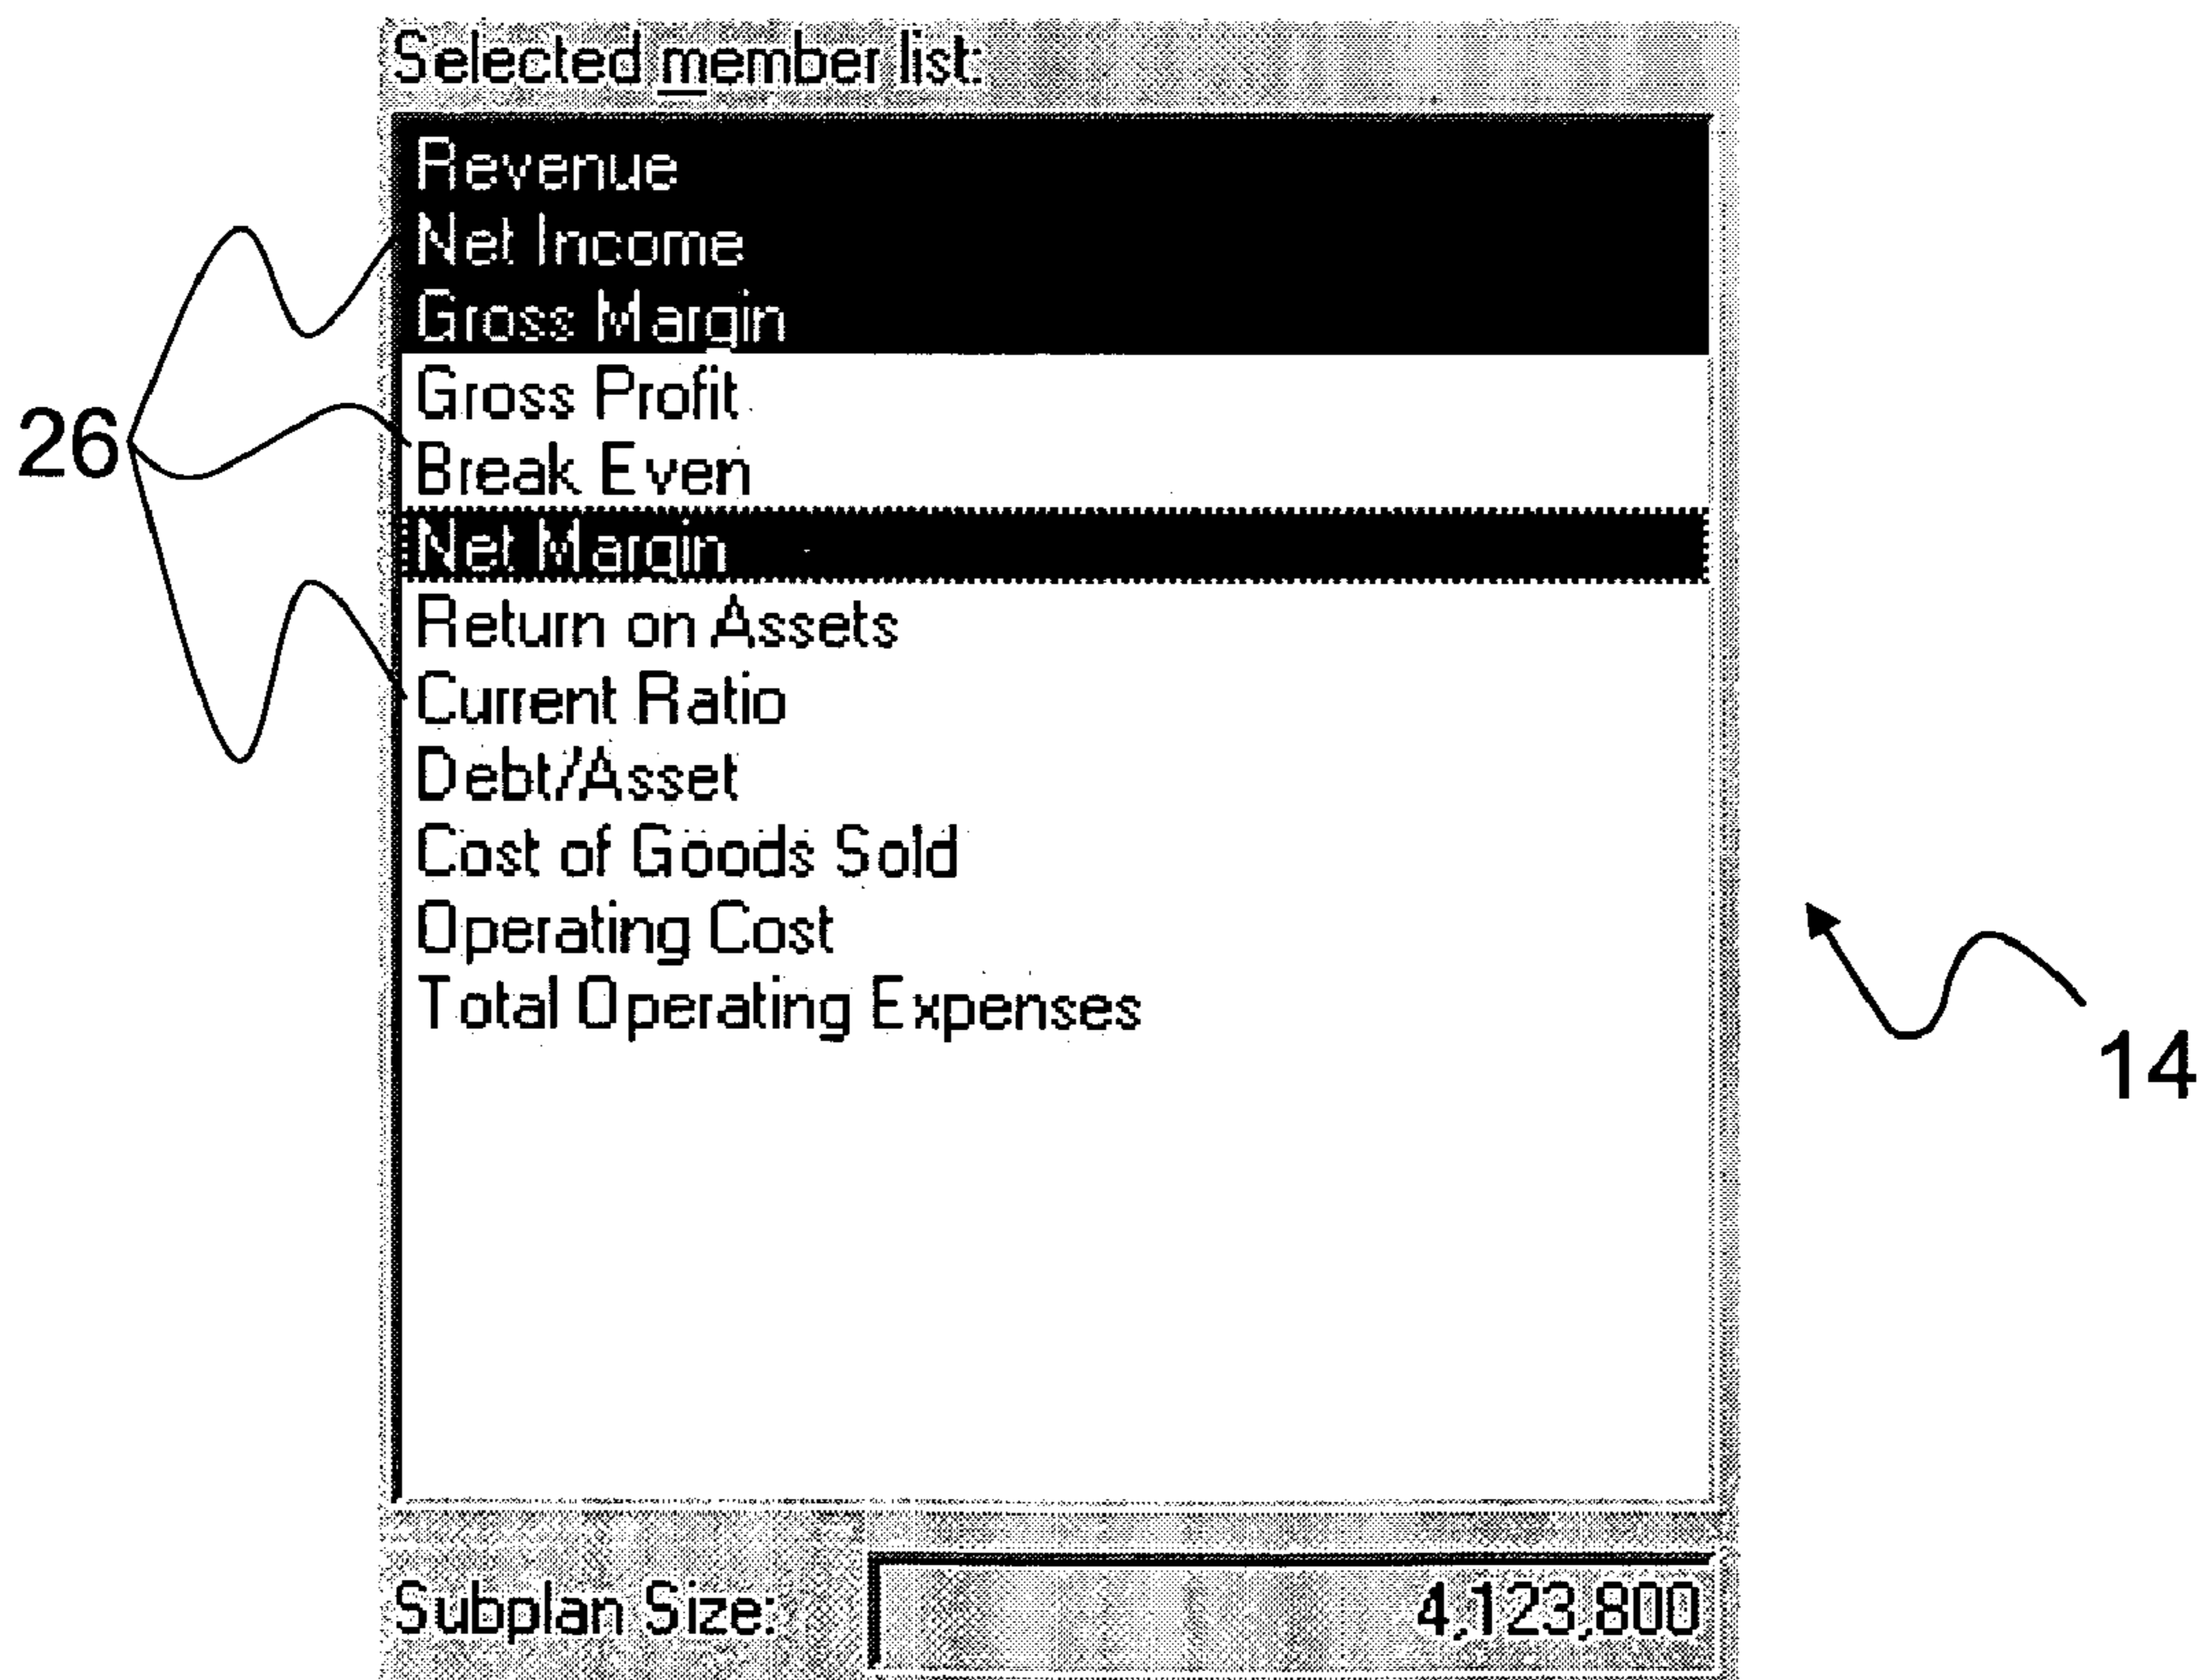 Selected member list:
Revenue
Net Income
Gross Margin
Gross Profit
26
Break Even
Net Margin
Return on Assets
Current Ratio
Debt/Asset
Cost of Goods Sold
Operating Cost
Total Operating Expenses
14
Subplan Size: 4,123,800